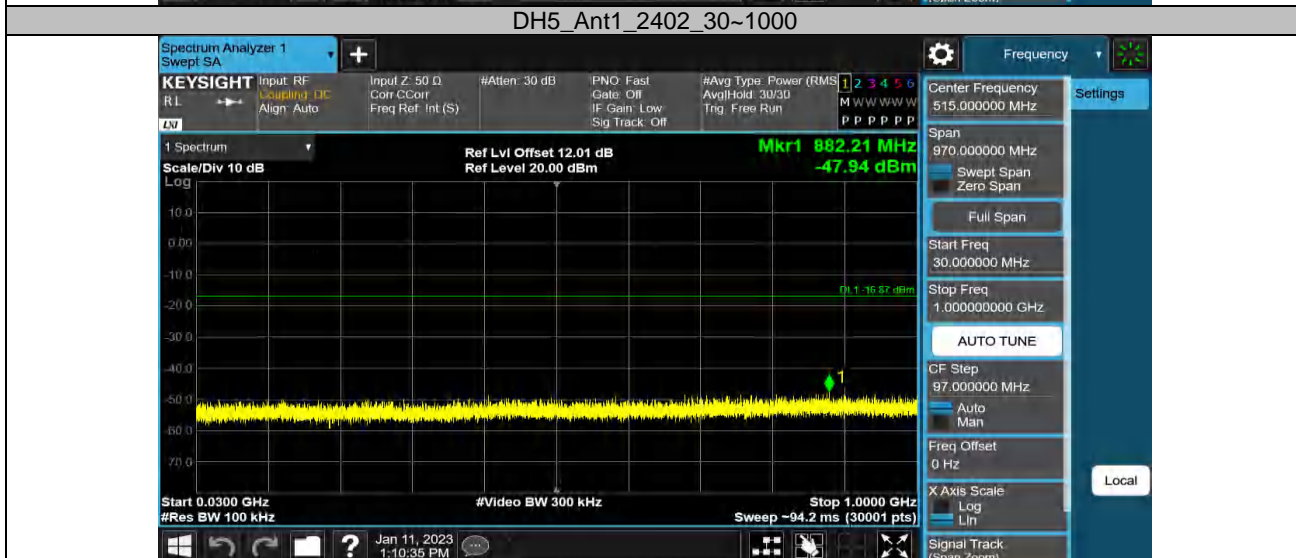 (Span Zoom)
DH5_Ant1_2402_30~1000
Spectrum Analyzer 1
Swept SA
Frequency
KEYSIGHT
RL
LXI
Input: RF
Coupling: DC
Align: Auto
Input Z: 50 Ω
Corr CCorr
Freq Ref: Int (S)
#Atten: 30 dB
PNO: Fast
Gate: Off
IF Gain: Low
Sig Track: Off
#Avg Type: Power (RMS
Avg|Hold: 30/30
Trig: Free Run
1 2 3 4 5 6
M W W W W W
P P P P P P
1 Spectrum
Scale/Div 10 dB
Ref Lvl Offset 12.01 dB
Ref Level 20.00 dBm
Mkr1 882.21 MHz
-47.94 dBm
Log
10.0
0.00
-10.0
-20.0
-30.0
-40.0
-50.0
-60.0
-70.0
DL1 -16.87 dBm
1
Start 0.0300 GHz
#Res BW 100 kHz
#Video BW 300 kHz
Stop 1.0000 GHz
Sweep ~94.2 ms (30001 pts)
Center Frequency
515.000000 MHz
Settings
Span
970.000000 MHz
Swept Span
Zero Span
Full Span
Start Freq
30.000000 MHz
Stop Freq
1.000000000 GHz
AUTO TUNE
CF Step
97.000000 MHz
Auto
Man
Freq Offset
0 Hz
X Axis Scale
Log
Lin
Local
Signal Track
(Span Zoom)
?
Jan 11, 2023
1:10:35 PM